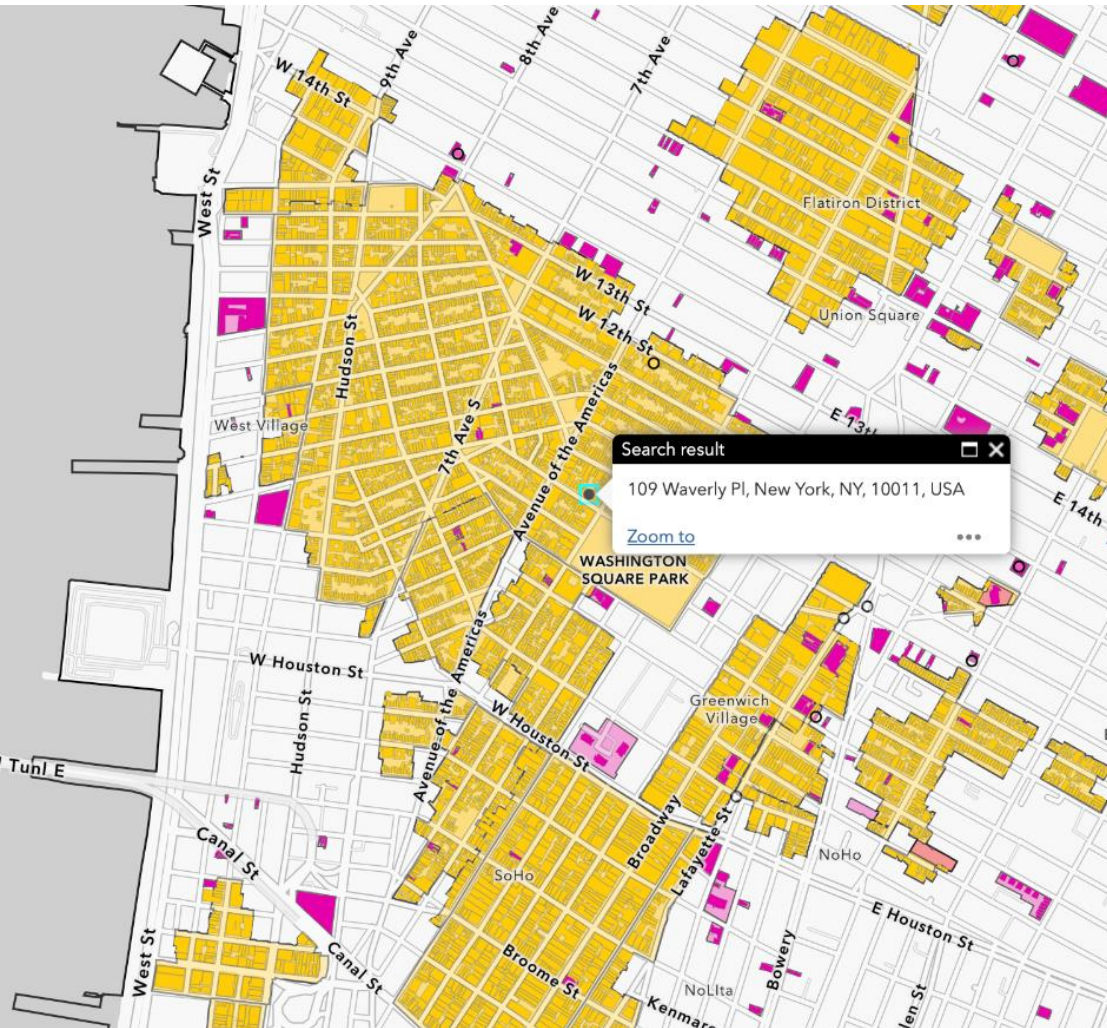 W 14th St
9th Ave
8th Ave
7th Ave
West St
Flatiron District
W 13th St
Union Square
W 12th St
Hudson St
West Village
7th Ave S
Avenue of the Americas
E 13th
Search result
109 Waverly Pl, New York, NY, 10011, USA
Zoom to
E 14th
WASHINGTON
SQUARE PARK
W Houston St
Hudson St
Avenue of the Americas
Greenwich
Village
W Houston St
Tunl E
Canal St
Broadway
Lafayette St
NoHo
SoHo
E Houston St
West St
Canal St
Broome St
NoLIta
Bowery
Kenmar
en St